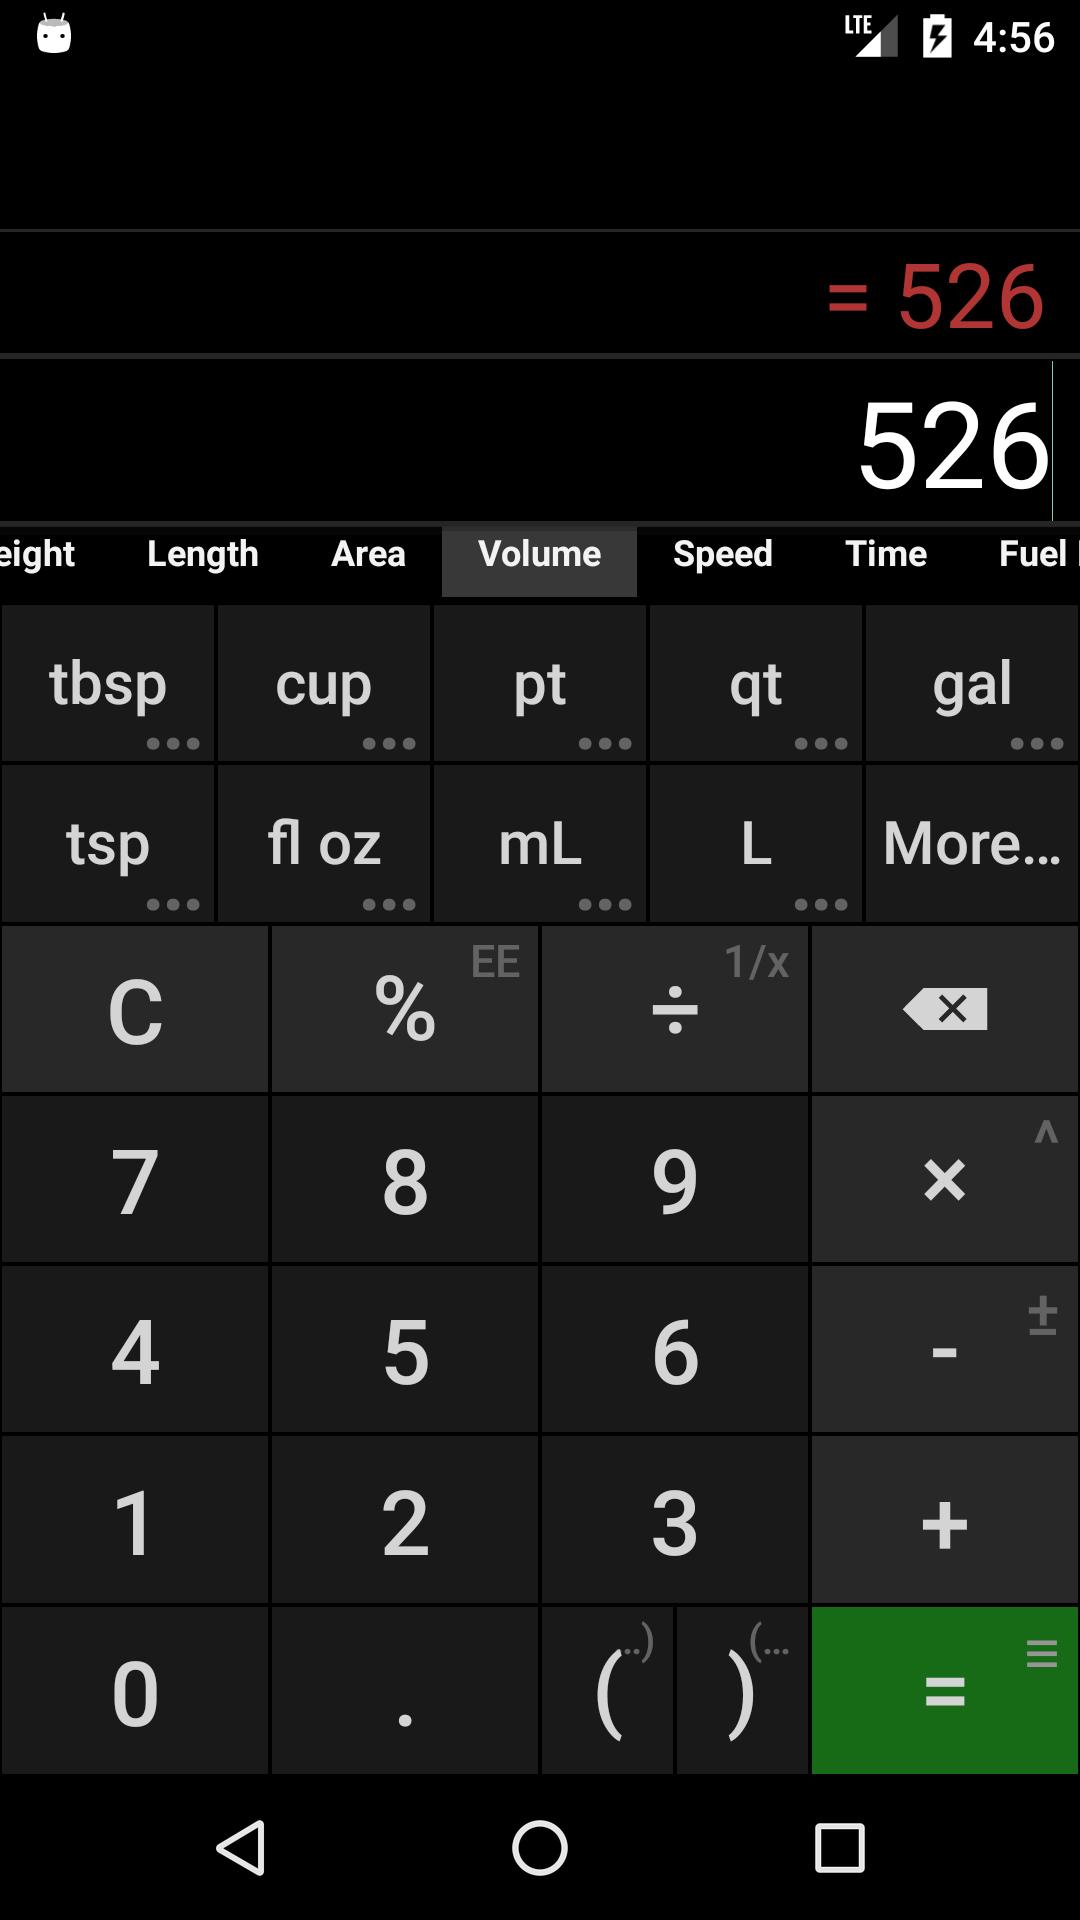 LTE 4:56
= 526
526
eight Length Area Volume Speed Time Fuel
tbsp cup pt qt gal
tsp fl oz mL L More...
C % EE ÷ 1/x
7 8 9 × ^
4 5 6 - ±
1 2 3 +
0 . ( ..) ) (... = ≡